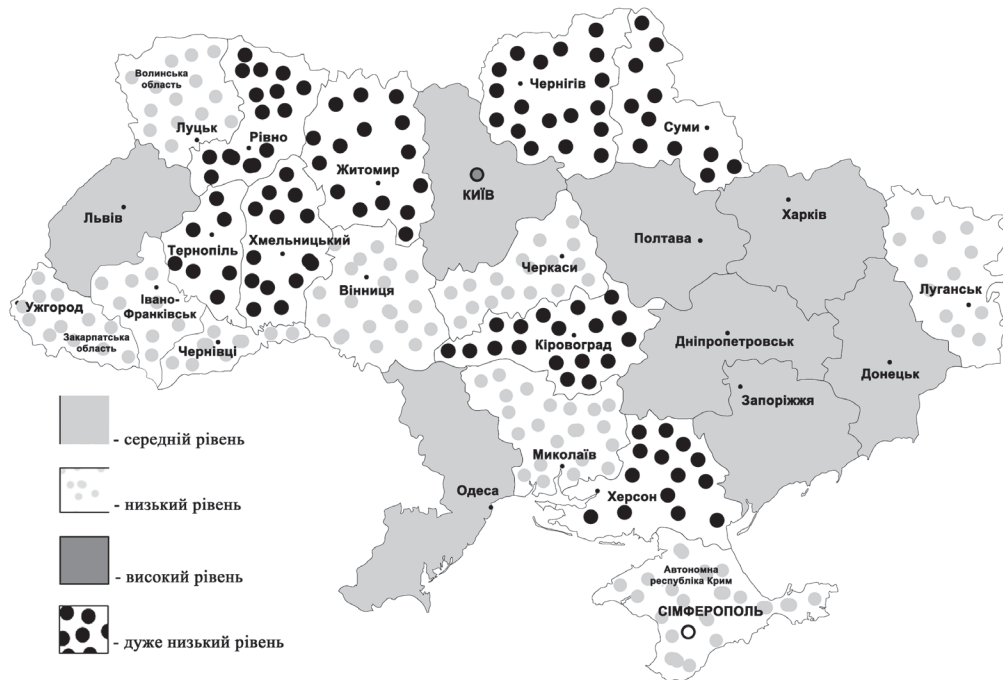 Волинська
область
Луцьк
Рівно
Житомир
КИЇВ
Чернігів
Суми
Львів
Тернопіль
Хмельницький
Вінниця
Черкаси
Полтава
Харків
Луганськ
Ужгород
Закарпатська
область
Івано-
Франківськ
Чернівці
Кіровоград
Дніпропетровськ
Донецьк
Запоріжжя
Миколаїв
Одеса
Херсон
Автономна
республіка Крим
СІМФЕРОПОЛЬ
- середній рівень
- низький рівень
- високий рівень
- дуже низький рівень